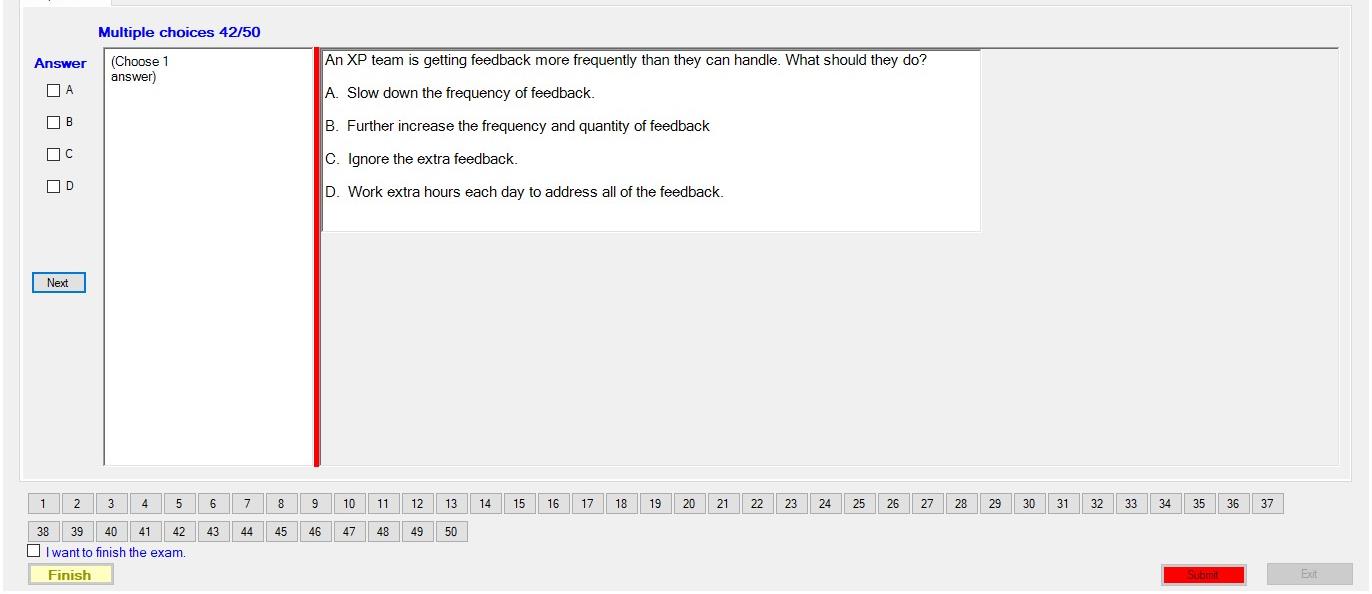 Multiple choices 42/50
Answer
A
B
C
D
Next
(Choose 1
answer)
An XP team is getting feedback more frequently than they can handle. What should they do?
A. Slow down the frequency of feedback.
B. Further increase the frequency and quantity of feedback
C. Ignore the extra feedback.
D. Work extra hours each day to address all of the feedback.
1 2 3 4 5 6 7 8 9 10 11 12 13 14 15 16 17 18 19 20 21 22 23 24 25 26 27 28 29 30 31 32 33 34 35 36 37
38 39 40 41 42 43 44 45 46 47 48 49 50
I want to finish the exam.
Finish
Submit
Exit